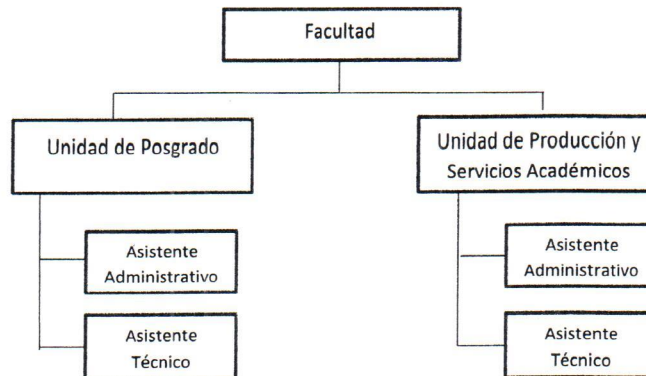 Facultad
Unidad de Posgrado
Unidad de Producción y
Servicios Académicos
Asistente
Administrativo
Asistente
Técnico
Asistente
Administrativo
Asistente
Técnico